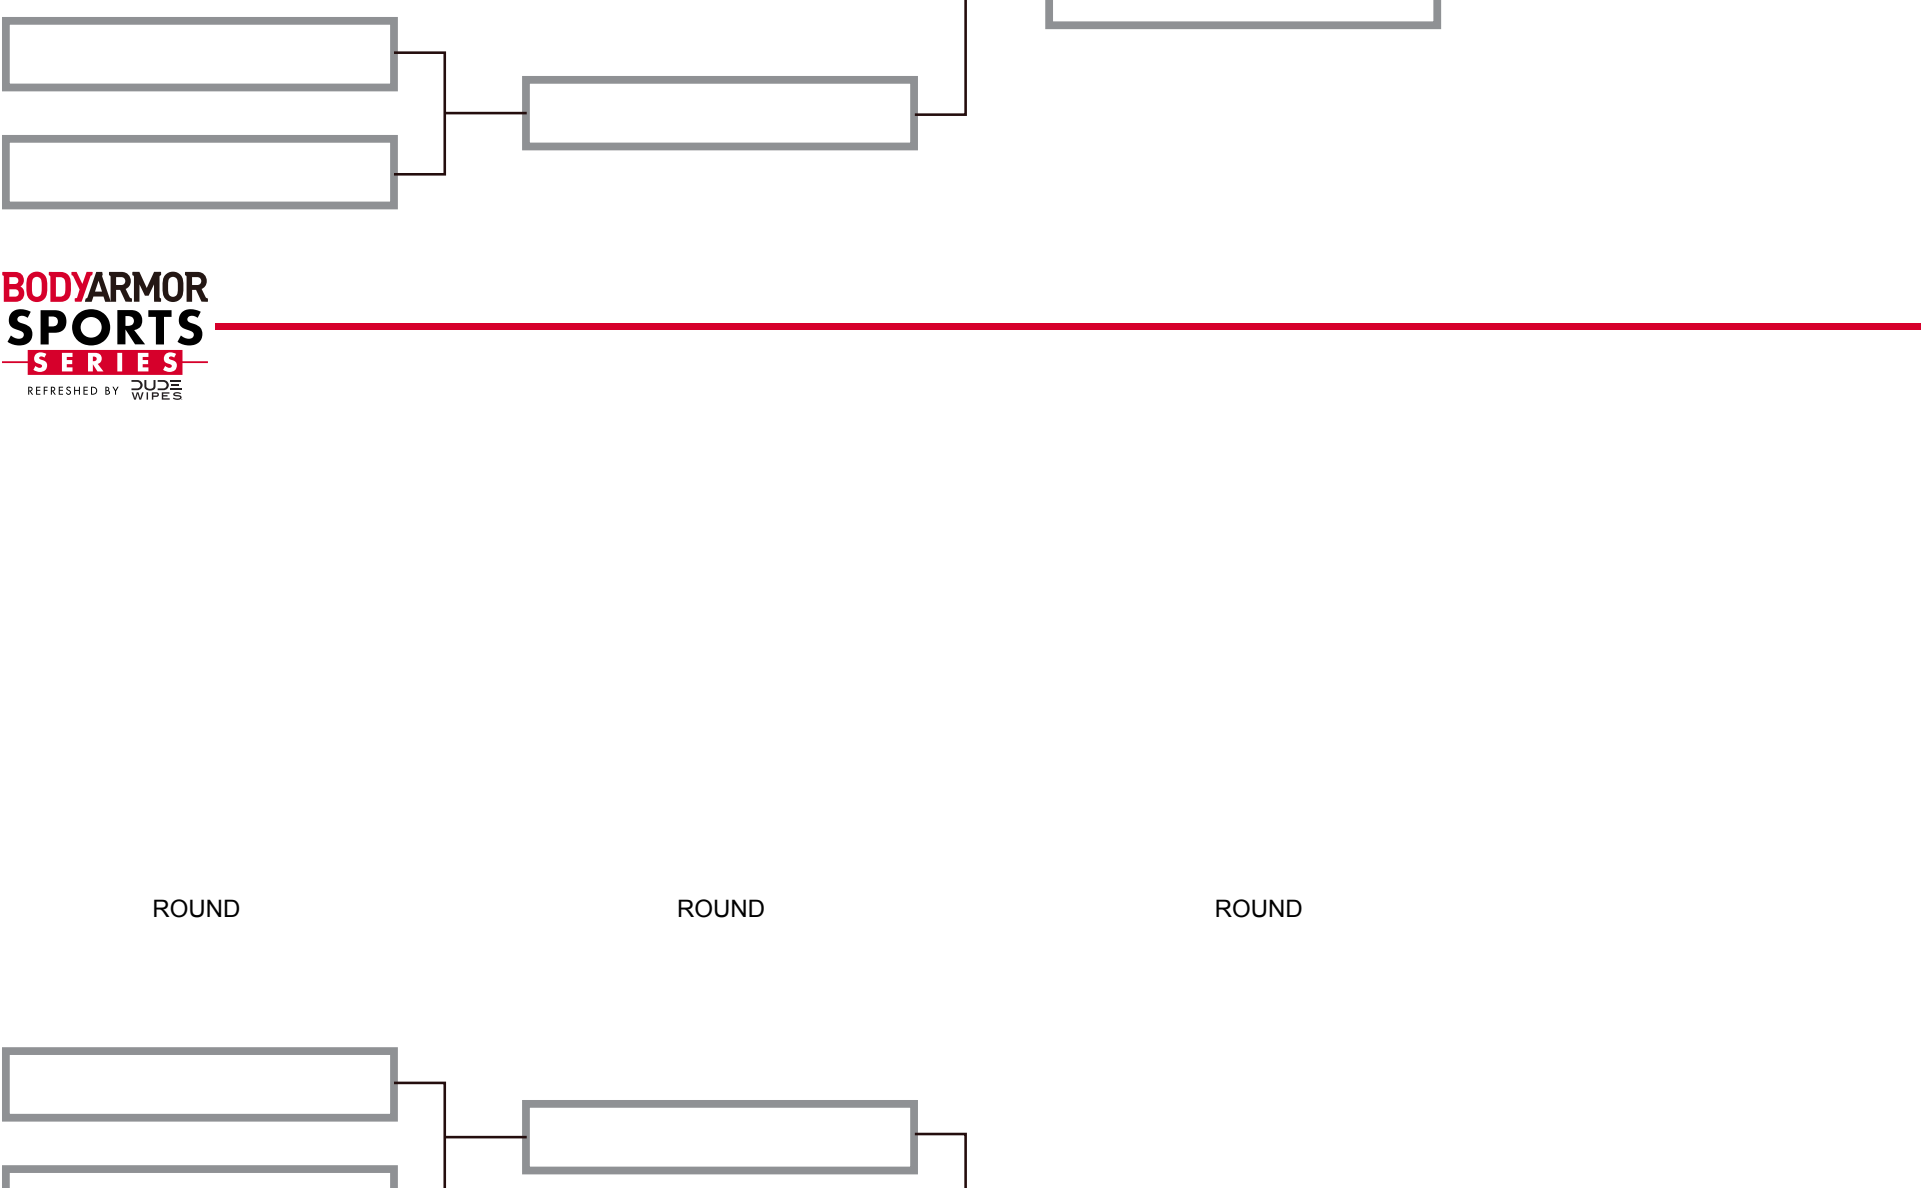 BODYARMOR
SPORTS
SERIES
REFRESHED BY DUDE WIPES
ROUND ROUND ROUND